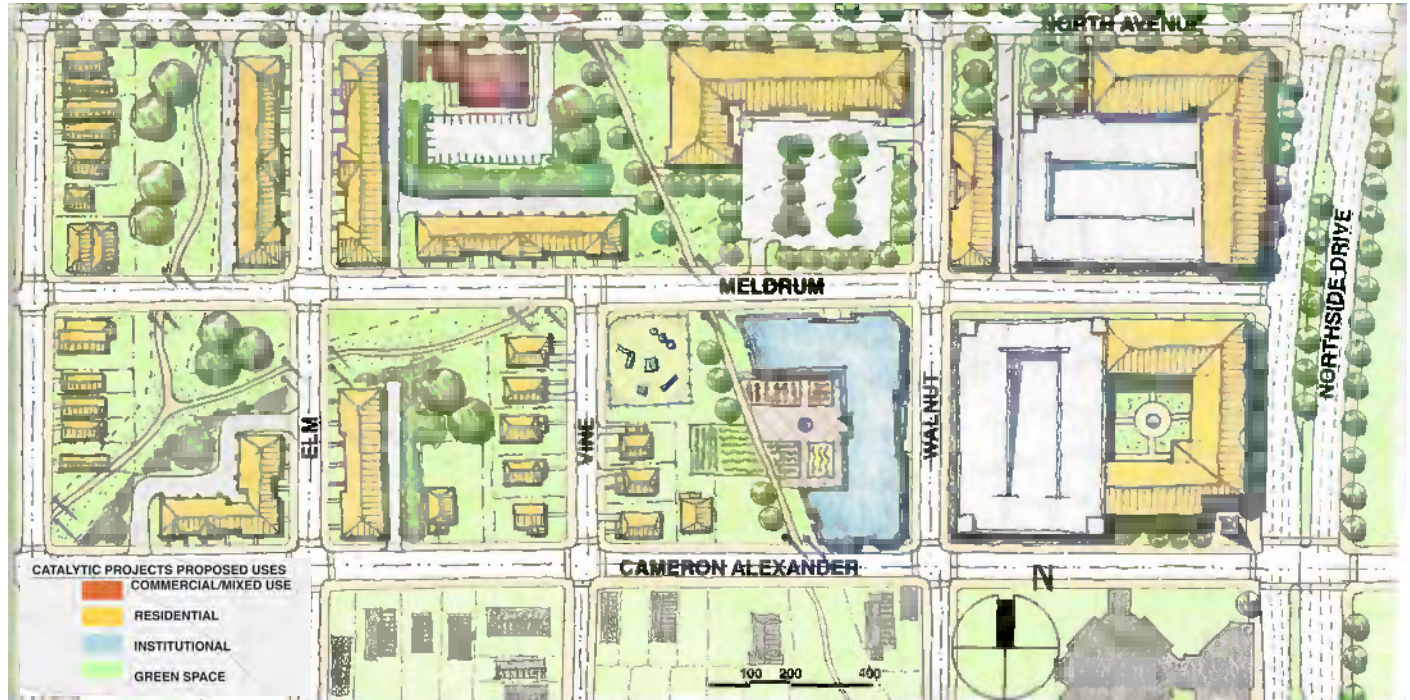 NORTH AVENUE
NORTHSIDE DRIVE
MELDRUM
ELM
VINE
WALNUT
CAMERON ALEXANDER
N
100 200 400
CATALYTIC PROJECTS PROPOSED USES
COMMERCIAL/MIXED USE
RESIDENTIAL
INSTITUTIONAL
GREEN SPACE